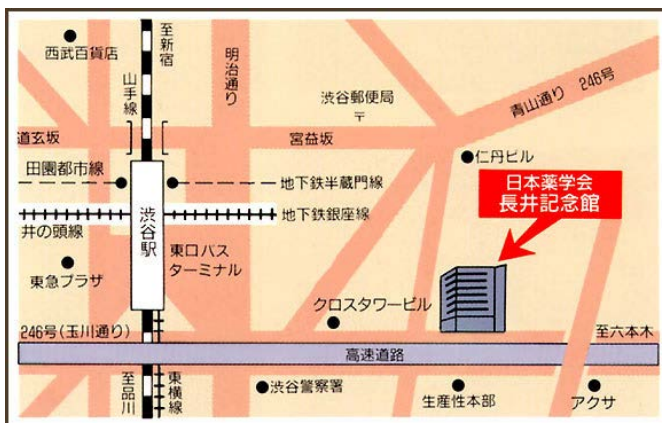 西武百貨店
至新宿
山手線
明治通り
渋谷郵便局
〒
青山通り 246号
道玄坂
宮益坂
仁丹ビル
田園都市線
地下鉄半蔵門線
日本薬学会
長井記念館
渋谷駅
地下鉄銀座線
井の頭線
東口バス
ターミナル
東急プラザ
クロスタワービル
246号(玉川通り)
至六本木
高速道路
至品川
東横線
渋谷警察署
生産性本部
アクサ